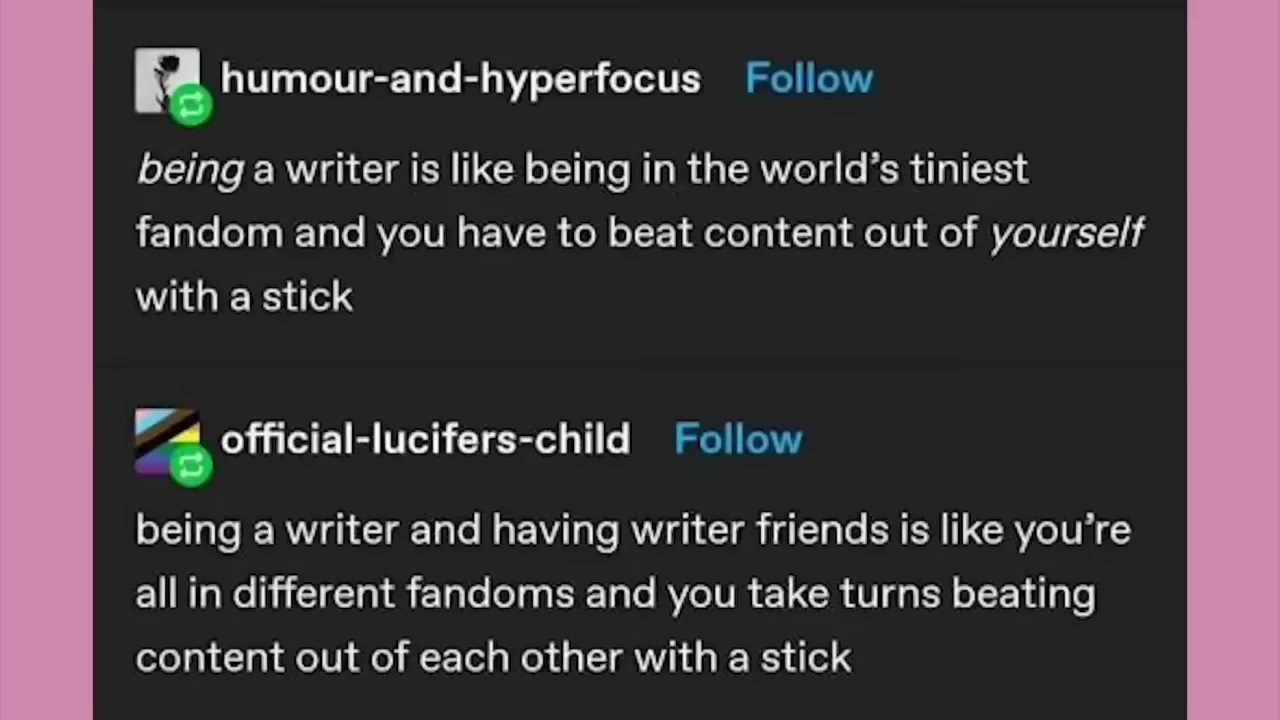 humour-and-hyperfocus Follow
being a writer is like being in the world's tiniest
fandom and you have to beat content out of yourself
with a stick
official-lucifers-child Follow
being a writer and having writer friends is like you're
all in different fandoms and you take turns beating
content out of each other with a stick